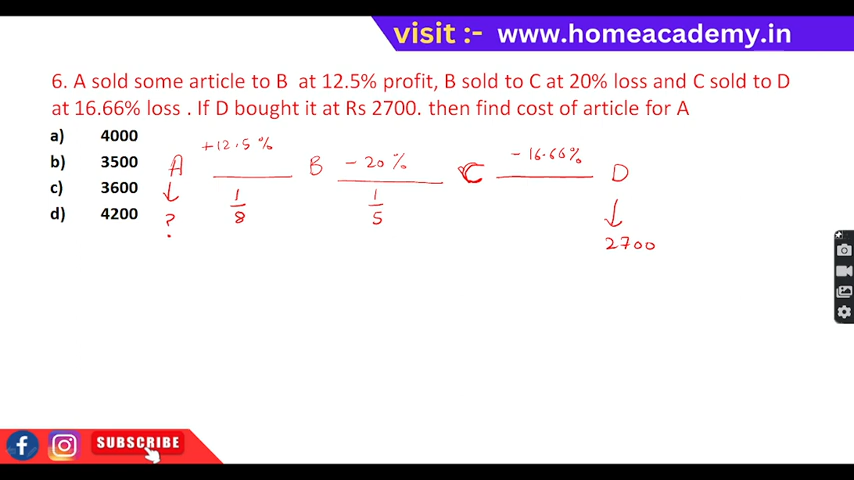 visit :- www.homeacademy.in
6. A sold some article to B at 12.5% profit, B sold to C at 20% loss and C sold to D
at 16.66% loss . If D bought it at Rs 2700. then find cost of article for A
a) 4000
b) 3500
c) 3600
d) 4200
+12.5% - 20% - 16.66%
A B C D
1/8 1/5
?
2700
SUBSCRIBE